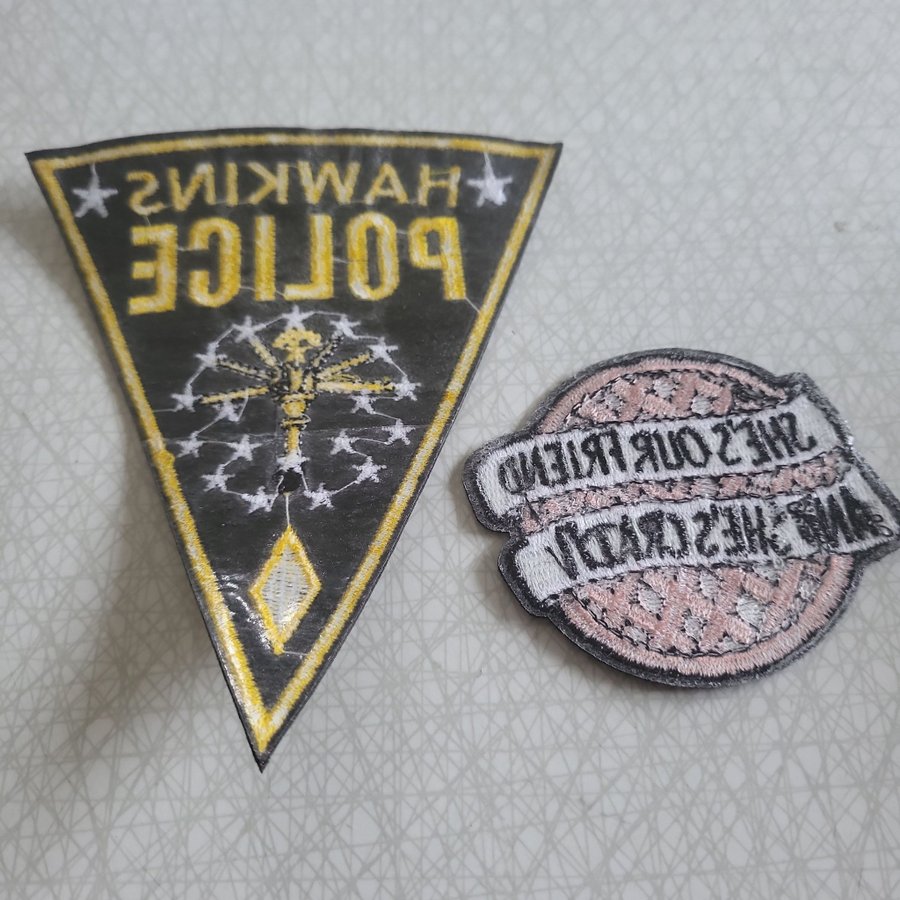 HAWKINS
POLICE
SHE'S OUR FRIEND
AND SHE'S CRAZY